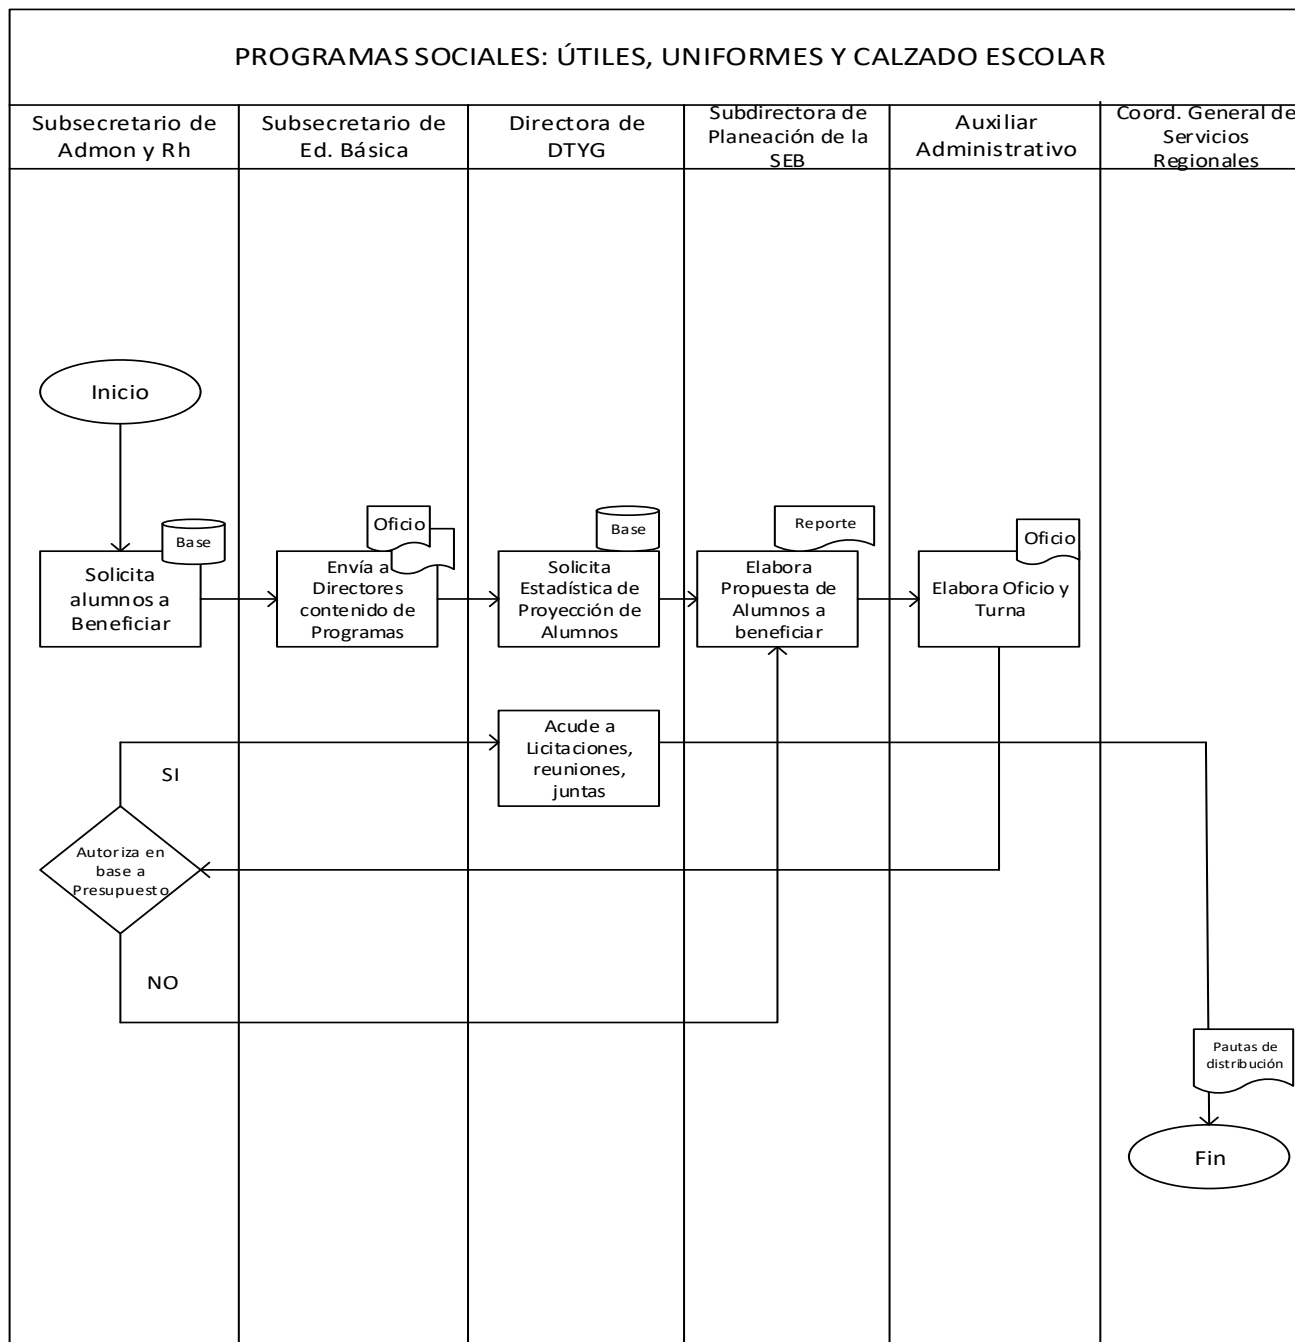 PROGRAMAS SOCIALES: ÚTILES, UNIFORMES Y CALZADO ESCOLAR
Subsecretario de
Admon y Rh
Subsecretario de
Ed. Básica
Directora de
DTYG
Subdirectora de
Planeación de la
SEB
Auxiliar
Administrativo
Coord. General de
Servicios
Regionales
Inicio
Base
Solicita
alumnos a
Beneficiar
Oficio
Envía a
Directores
contenido de
Programas
Base
Solicita
Estadística de
Proyección de
Alumnos
Reporte
Elabora
Propuesta de
Alumnos a
beneficiar
Oficio
Elabora Oficio y
Turna
Acude a
Licitaciones,
reuniones,
juntas
SI
Autoriza en
base a
Presupuesto
NO
Pautas de
distribución
Fin